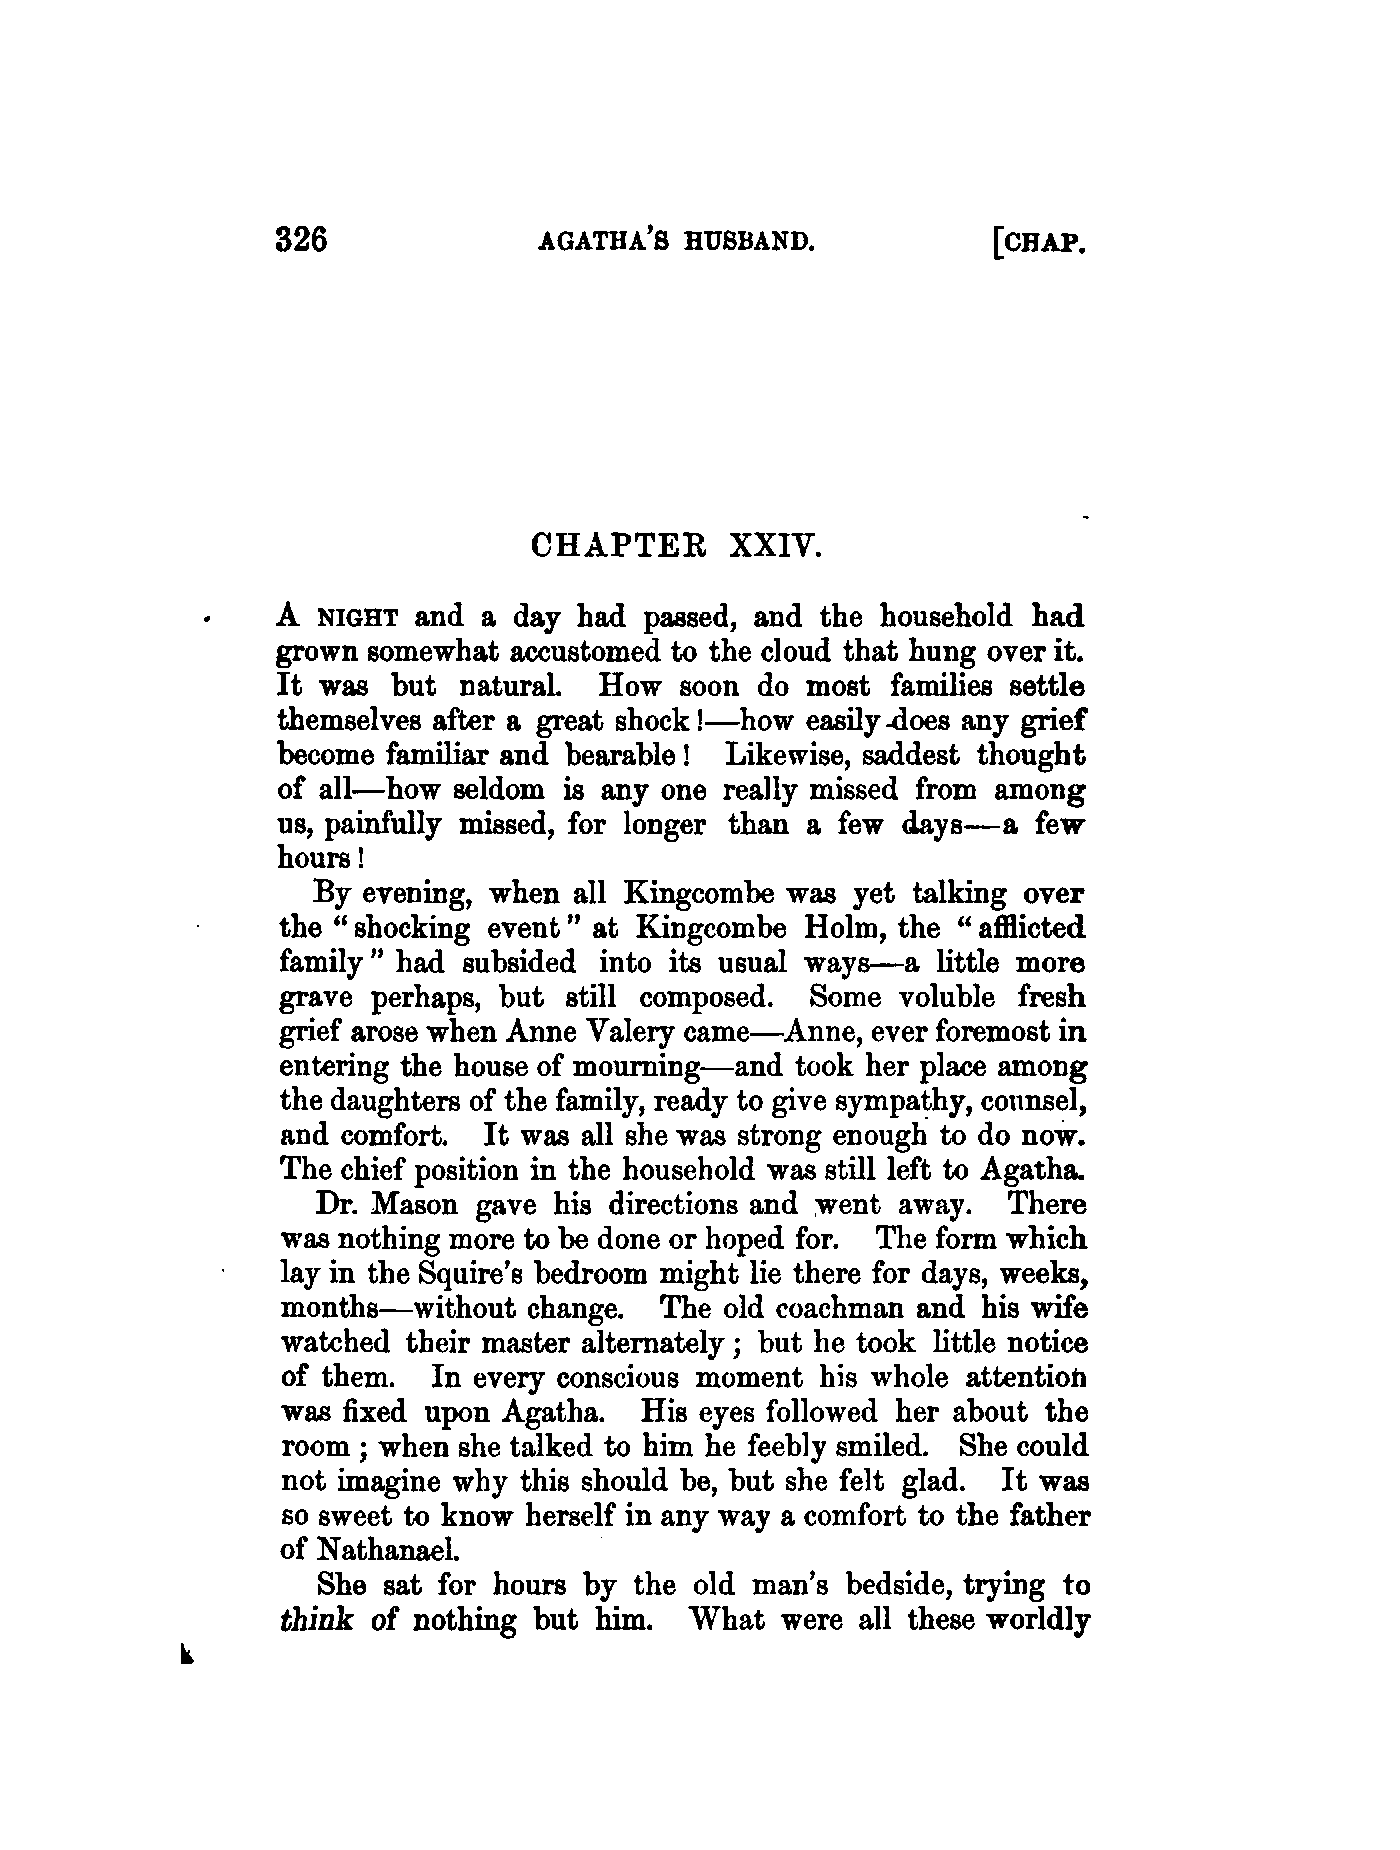 326 AGATHA'S HUSBAND. [CHAP.
CHAPTER XXIV.
A NIGHT and a day had passed, and the household had
grown somewhat accustomed to the cloud that hung over it.
It was but natural. How soon do most families settle
themselves after a great shock!—how easily does any grief
become familiar and bearable! Likewise, saddest thought
of all—how seldom is any one really missed from among
us, painfully missed, for longer than a few days—a few
hours!
By evening, when all Kingcombe was yet talking over
the "shocking event" at Kingcombe Holm, the "afflicted
family" had subsided into its usual ways—a little more
grave perhaps, but still composed. Some voluble fresh
grief arose when Anne Valery came—Anne, ever foremost in
entering the house of mourning—and took her place among
the daughters of the family, ready to give sympathy, counsel,
and comfort. It was all she was strong enough to do now.
The chief position in the household was still left to Agatha.
Dr. Mason gave his directions and went away. There
was nothing more to be done or hoped for. The form which
lay in the Squire's bedroom might lie there for days, weeks,
months—without change. The old coachman and his wife
watched their master alternately; but he took little notice
of them. In every conscious moment his whole attention
was fixed upon Agatha. His eyes followed her about the
room; when she talked to him he feebly smiled. She could
not imagine why this should be, but she felt glad. It was
so sweet to know herself in any way a comfort to the father
of Nathanael.
She sat for hours by the old man's bedside, trying to
think of nothing but him. What were all these worldly